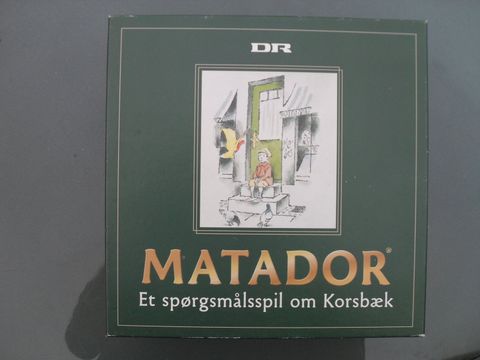 DR
MATADOR®
Et spørgsmålsspil om Korsbæk